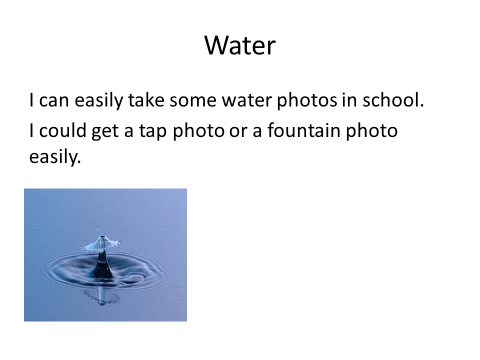 Water
I can easily take some water photos in school.
I could get a tap photo or a fountain photo
easily.